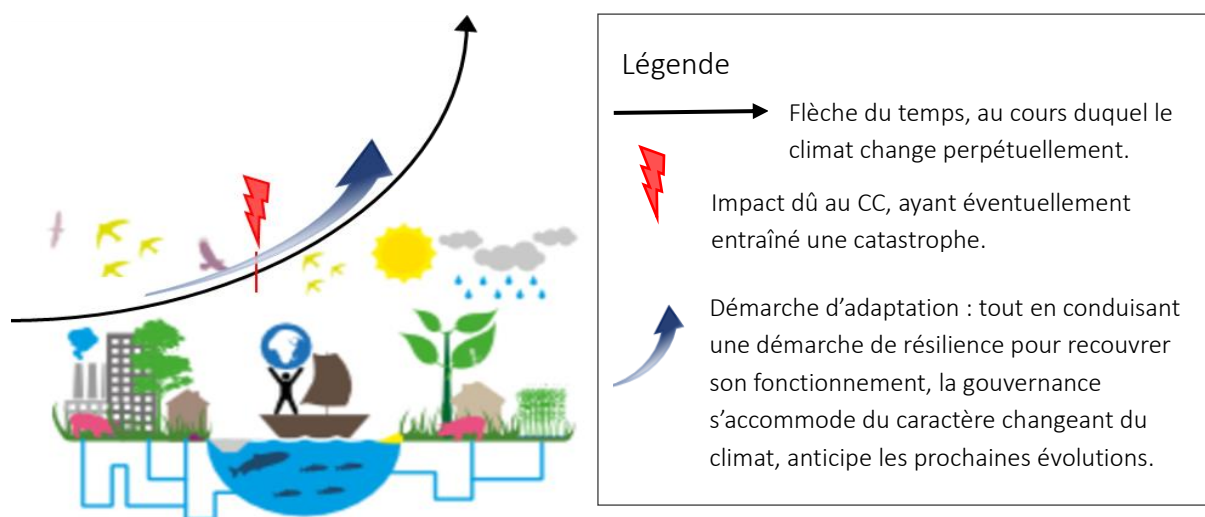 Légende
Flèche du temps, au cours duquel le
climat change perpétuellement.
Impact dû au CC, ayant éventuellement
entraîné une catastrophe.
Démarche d’adaptation : tout en conduisant
une démarche de résilience pour recouvrer
son fonctionnement, la gouvernance
s’accommode du caractère changeant du
climat, anticipe les prochaines évolutions.